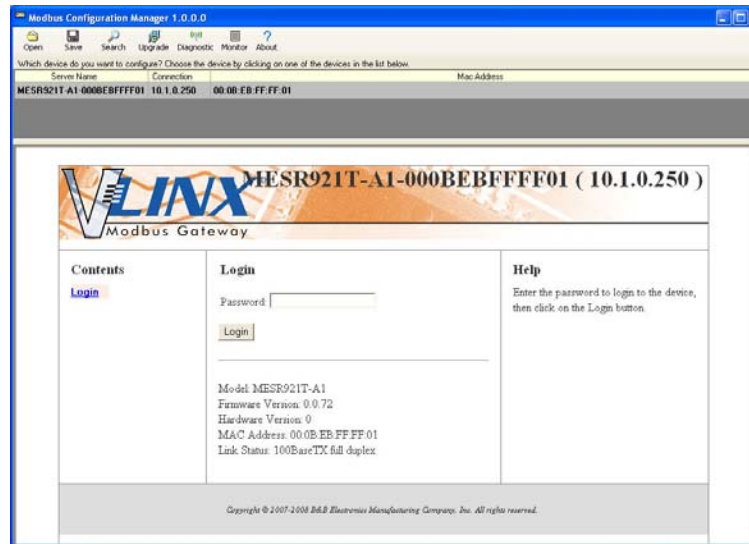 Modbus Configuration Manager 1.0.0.0
Open Save Search Upgrade Diagnostic Monitor About
Which device do you want to configure? Choose the device by clicking on one of the devices in the list below.
Server Name Connection Mac Address
MESR921T-A1-000BEBFFFF01 10.1.0.250 00:0B:EB:FF:FF:01
VLINX
Modbus Gateway
MESR921T-A1-000BEBFFFF01 ( 10.1.0.250 )
Contents
Login
Login
Password:
Login
Model: MESR921T-A1
Firmware Version: 0.0.72
Hardware Version: 0
MAC Address: 00:0B:EB:FF:FF:01
Link Status: 100BaseTX full duplex
Help
Enter the password to login to the device,
then click on the Login button.
Copyright © 2007-2008 B&B Electronics Manufacturing Company, Inc. All rights reserved.